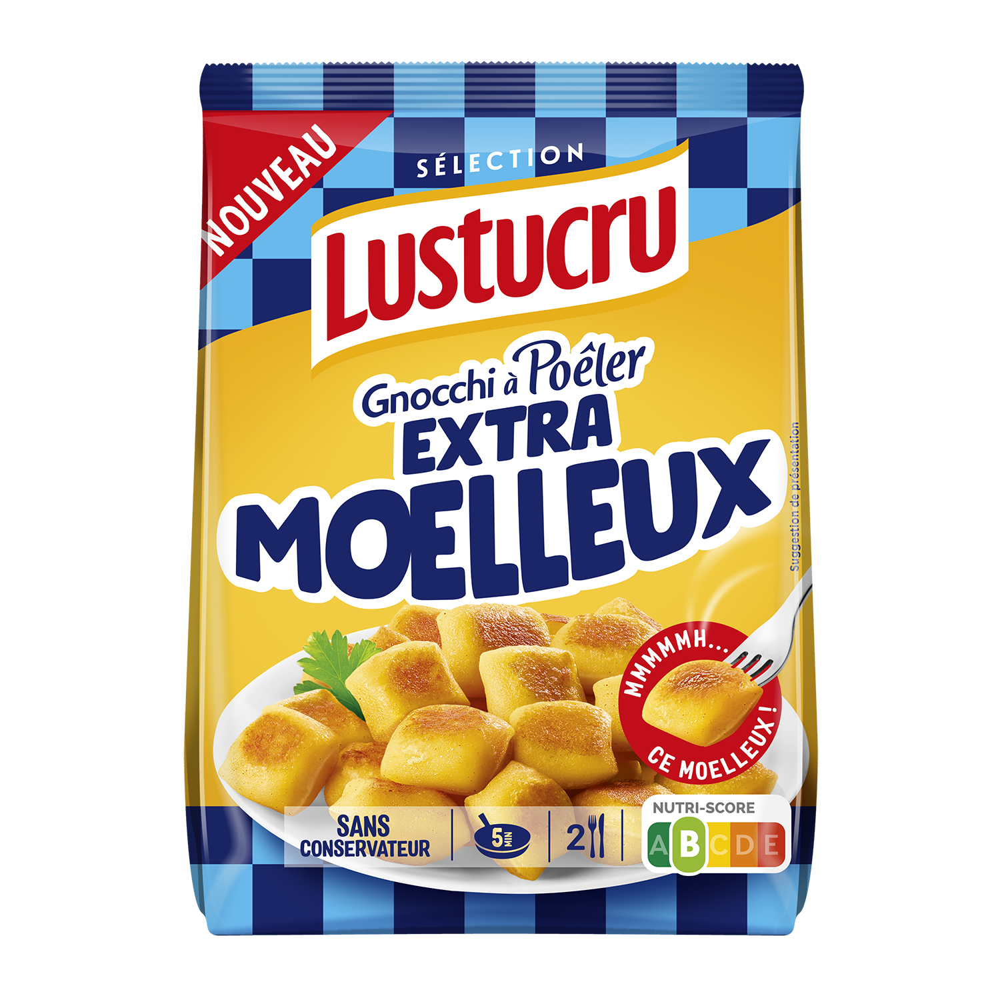 NOUVEAU
SÉLECTION
LUSTUCRU
Gnocchi à Poêler
EXTRA
MOELLEUX
Suggestion de présentation
MMMMMH...
CE MOELLEUX !
SANS
CONSERVATEUR
5 MIN
2
NUTRI-SCORE
A B C D E